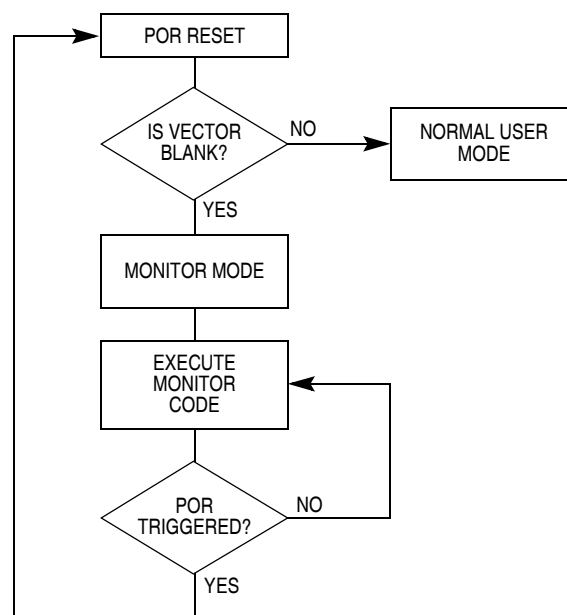 POR RESET
IS VECTOR
BLANK?
NO
NORMAL USER
MODE
YES
MONITOR MODE
EXECUTE
MONITOR
CODE
POR
TRIGGERED?
NO
YES